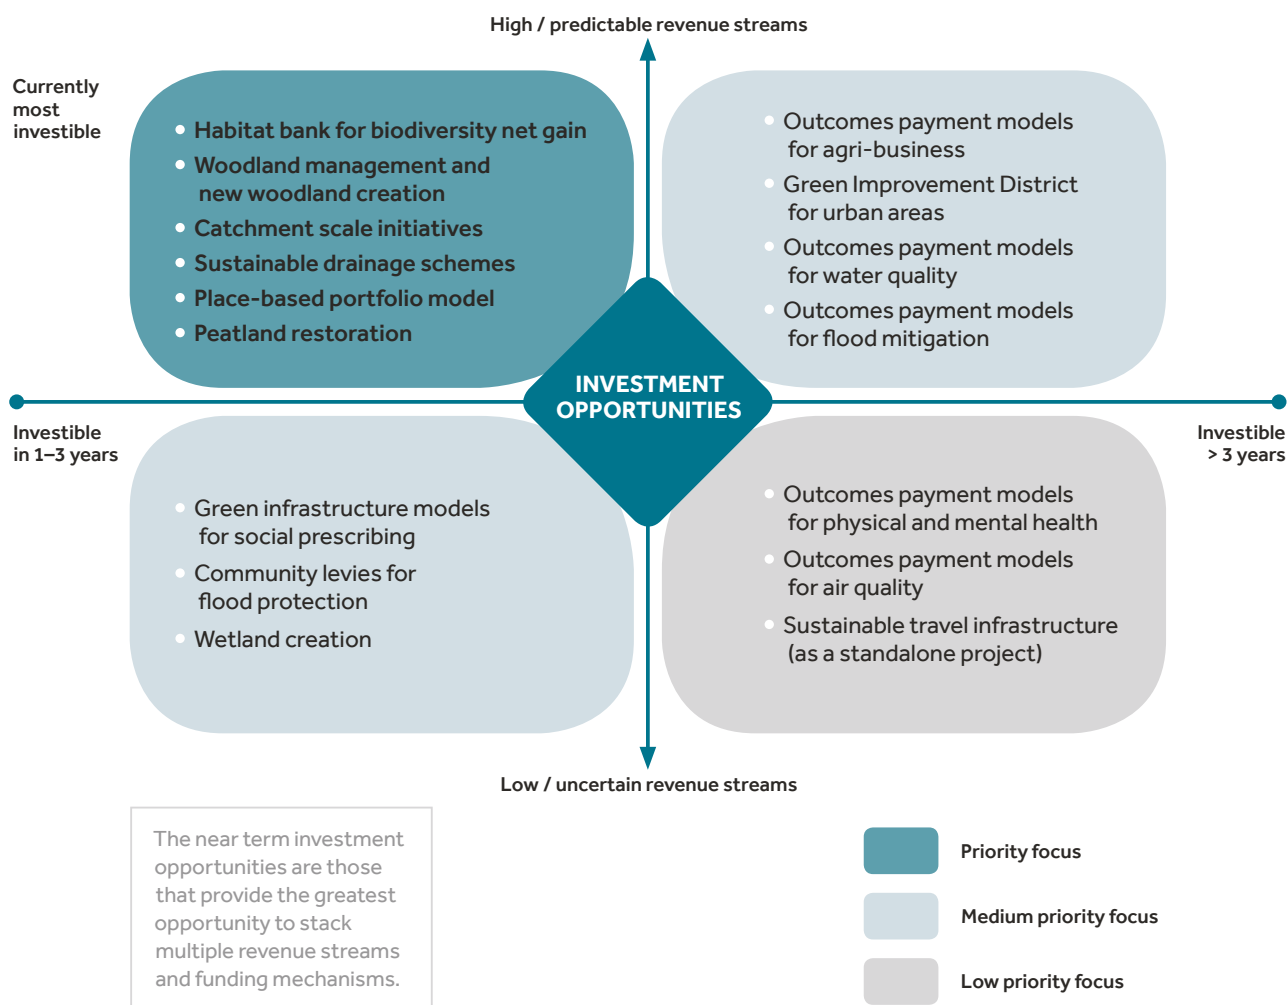 High / predictable revenue streams
Currently
most
investible
• Habitat bank for biodiversity net gain
• Woodland management and
new woodland creation
• Catchment scale initiatives
• Sustainable drainage schemes
• Place-based portfolio model
• Peatland restoration
• Outcomes payment models
for agri-business
• Green Improvement District
for urban areas
• Outcomes payment models
for water quality
• Outcomes payment models
for flood mitigation
INVESTMENT
OPPORTUNITIES
Investible
in 1–3 years
Investible
> 3 years
• Green infrastructure models
for social prescribing
• Community levies for
flood protection
• Wetland creation
• Outcomes payment models
for physical and mental health
• Outcomes payment models
for air quality
• Sustainable travel infrastructure
(as a standalone project)
Low / uncertain revenue streams
The near term investment
opportunities are those
that provide the greatest
opportunity to stack
multiple revenue streams
and funding mechanisms.
Priority focus
Medium priority focus
Low priority focus